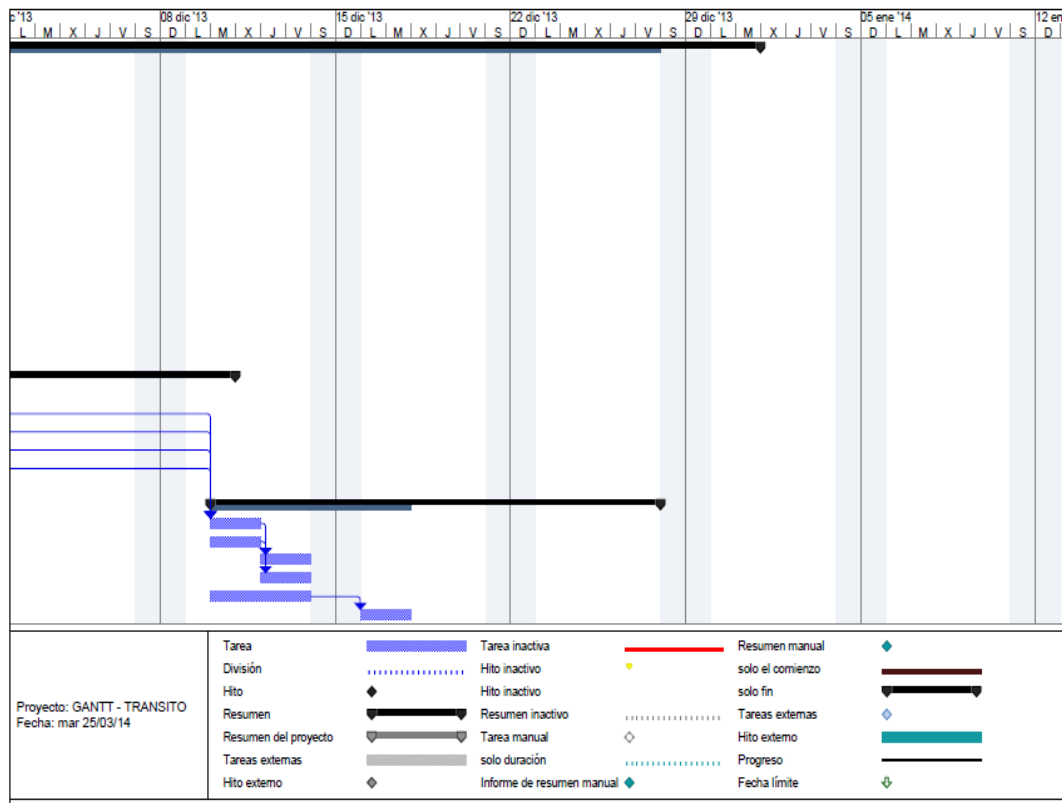 c '13 08 dic '13 15 dic '13 22 dic '13 29 dic '13 05 ene '14 12 en
L M X J V S D L M X J V S D L M X J V S D L M X J V S D L M X J V S D L M X J V S D
Proyecto: GANTT - TRANSITO
Fecha: mar 25/03/14
Tarea
División
Hito
Resumen
Resumen del proyecto
Tareas externas
Hito externo
Tarea inactiva
Hito inactivo
Hito inactivo
Resumen inactivo
Tarea manual
solo duración
Informe de resumen manual
Resumen manual
solo el comienzo
solo fin
Tareas externas
Hito externo
Progreso
Fecha límite